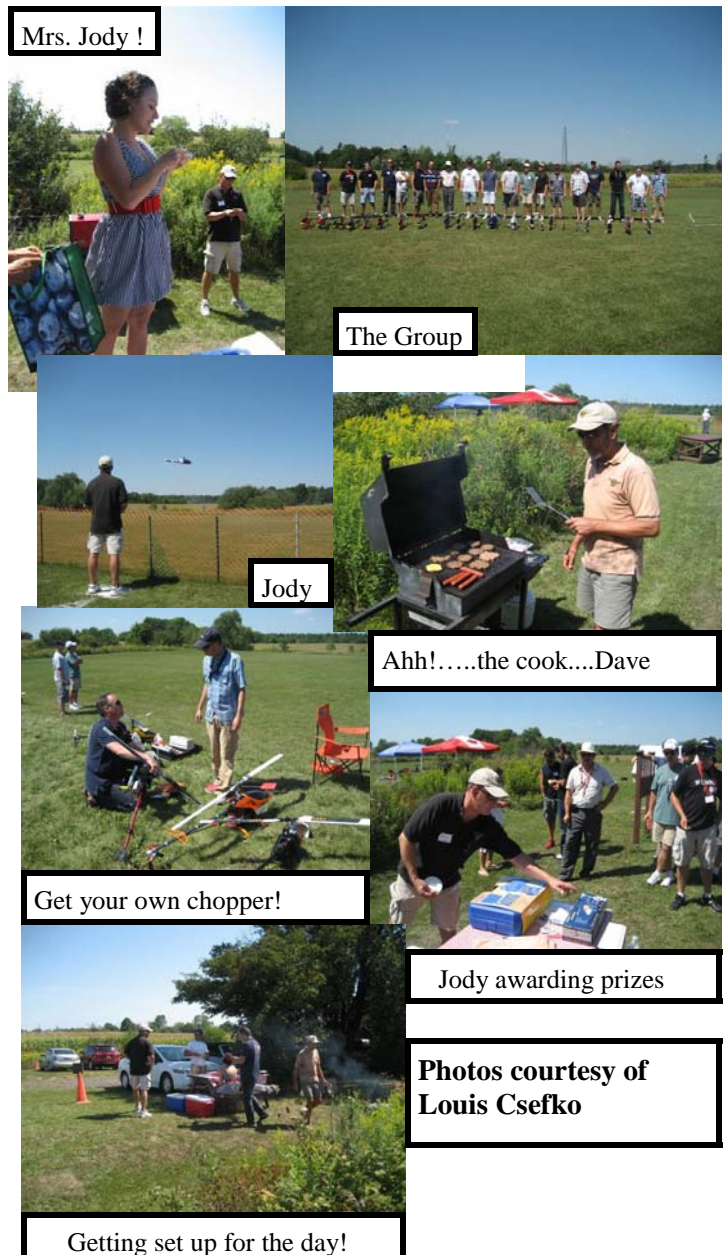 Mrs. Jody !
The Group
Jody
Ahh!…..the cook....Dave
Get your own chopper!
Jody awarding prizes
Photos courtesy of
Louis Csefko
Getting set up for the day!